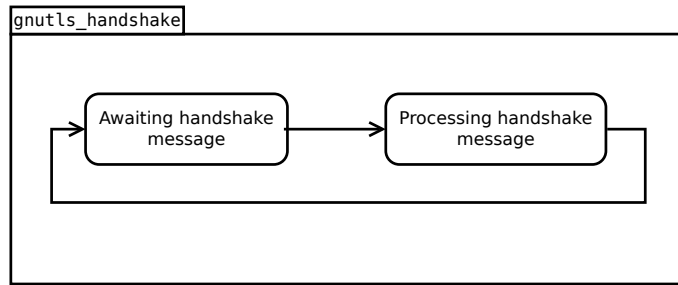 gnutls_handshake
Awaiting handshake
message
Processing handshake
message